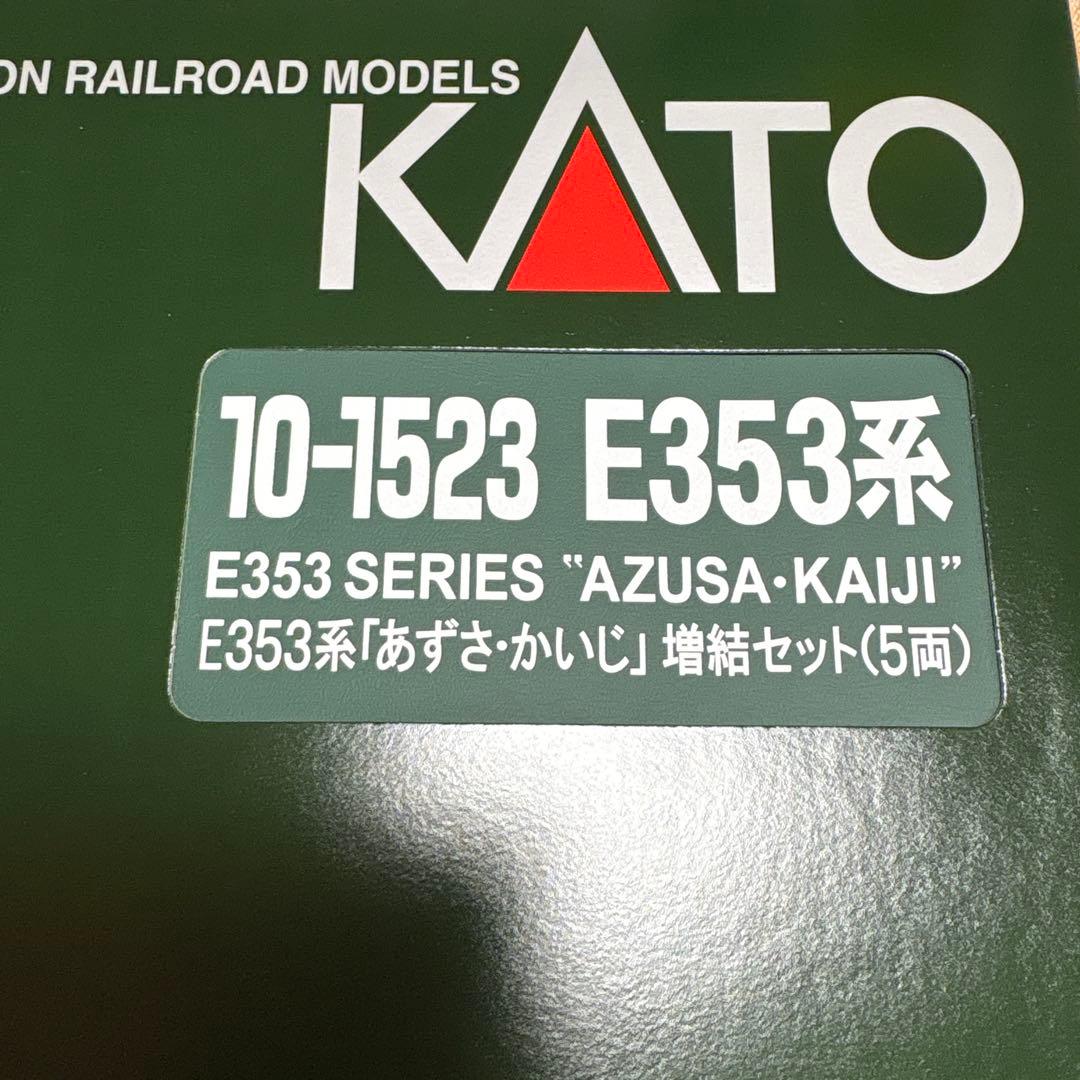 ON RAILROAD MODELS
KATO
10-1523 E353系
E353 SERIES “AZUSA・KAIJI”
E353系「あずさ・かいじ」増結セット(5両)